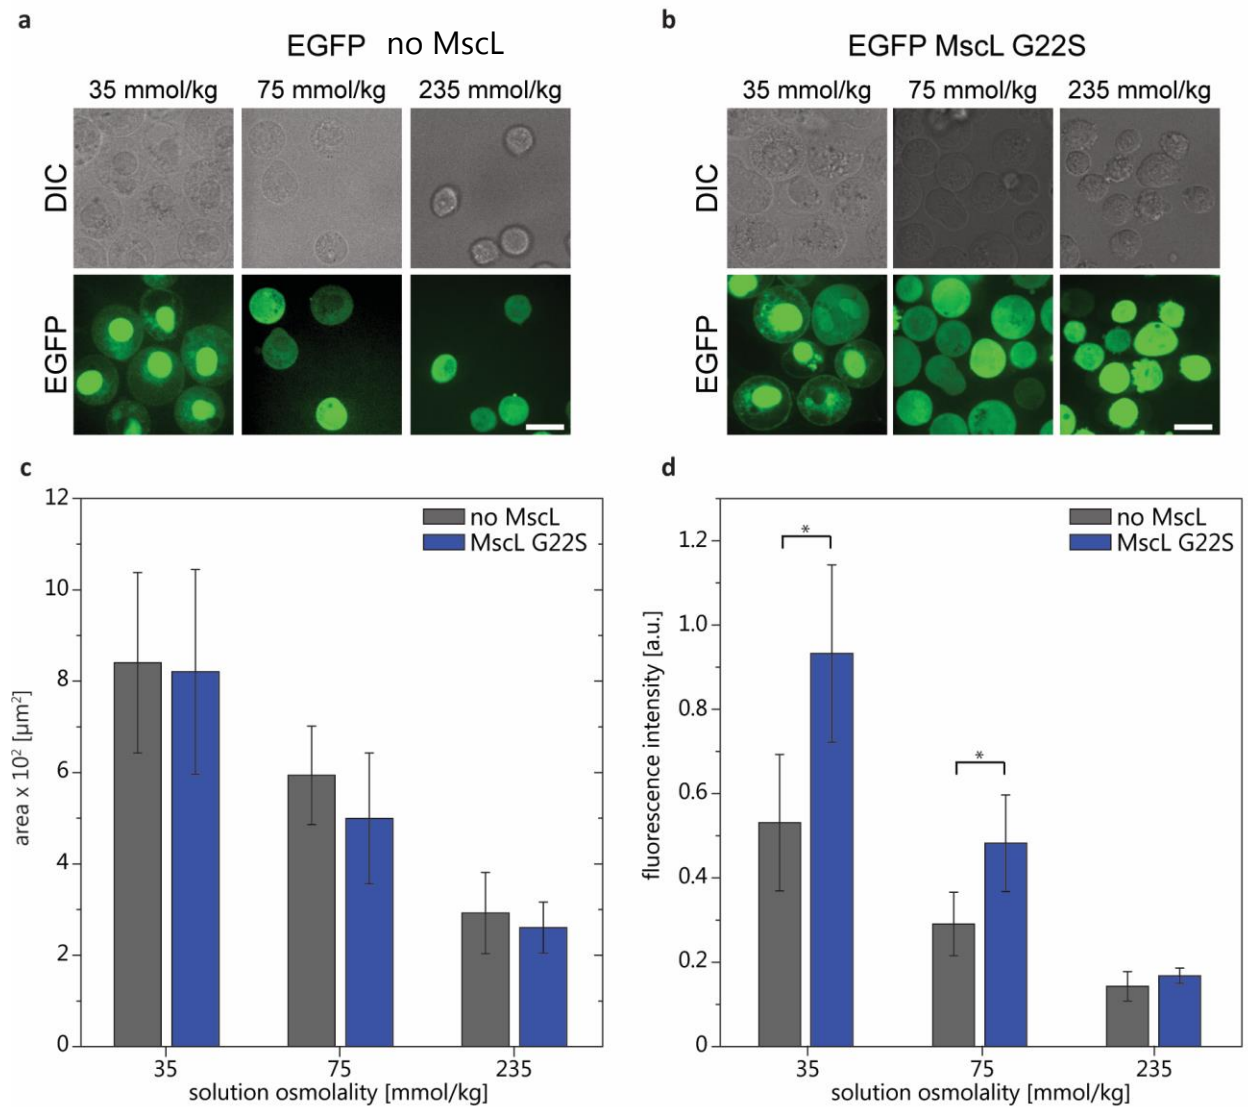 a
EGFP no MscL
35 mmol/kg 75 mmol/kg 235 mmol/kg
DIC
EGFP
b
EGFP MscL G22S
35 mmol/kg 75 mmol/kg 235 mmol/kg
DIC
EGFP
c
12
10
8
6
4
2
0
area x 10² [µm²]
no MscL
MscL G22S
35 75 235
solution osmolality [mmol/kg]
d
1.2
1.0
0.8
0.6
0.4
0.2
0
fluorescence intensity [a.u.]
no MscL
MscL G22S
*
*
35 75 235
solution osmolality [mmol/kg]